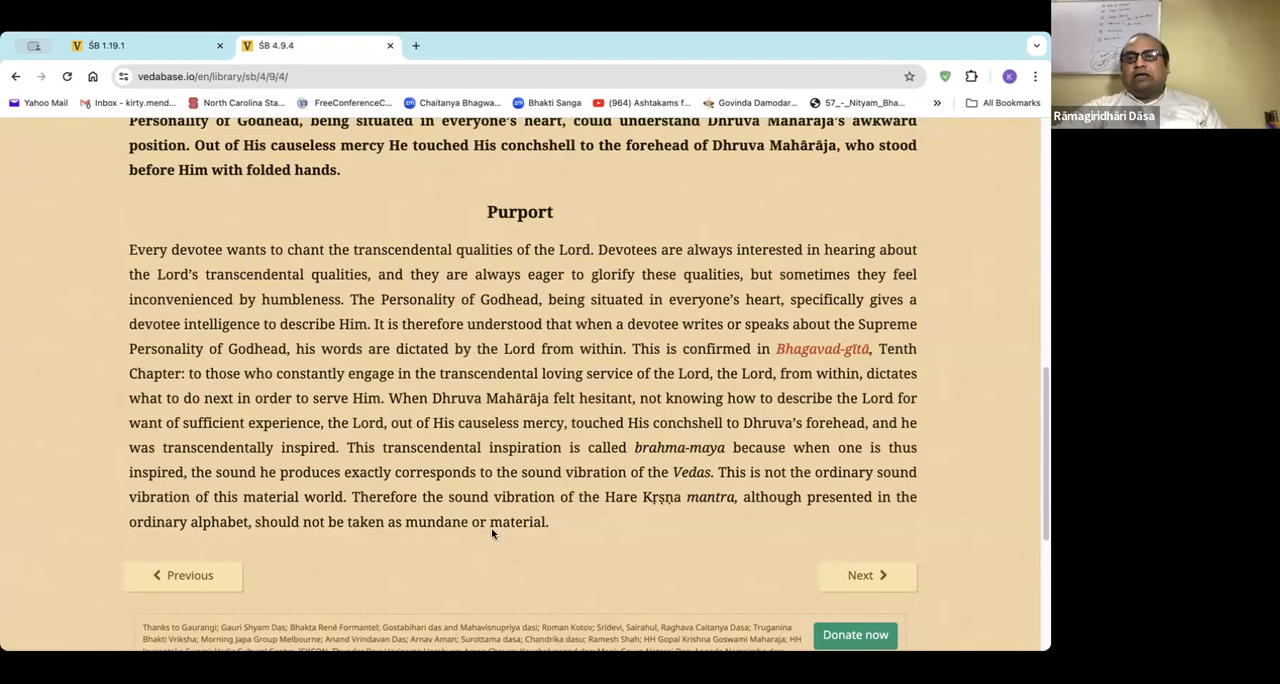 ŚB 1.19.1
ŚB 4.9.4
vedabase.io/en/library/sb/4/9/4/
K
Yahoo Mail
Inbox - kirty.mend...
North Carolina Sta...
FreeConferenceC...
Chaitanya Bhagwa...
Bhakti Sanga
(964) Ashtakams f...
Govinda Damodar...
57_-_Nityam_Bha...
All Bookmarks
Rāmagiridhāri Dāsa
Personality of Godhead, being situated in everyone's heart, could understand Dhruva Mahārāja's awkward
position. Out of His causeless mercy He touched His conchshell to the forehead of Dhruva Mahārāja, who stood
before Him with folded hands.
Purport
Every devotee wants to chant the transcendental qualities of the Lord. Devotees are always interested in hearing about
the Lord's transcendental qualities, and they are always eager to glorify these qualities, but sometimes they feel
inconvenienced by humbleness. The Personality of Godhead, being situated in everyone's heart, specifically gives a
devotee intelligence to describe Him. It is therefore understood that when a devotee writes or speaks about the Supreme
Personality of Godhead, his words are dictated by the Lord from within. This is confirmed in Bhagavad-gītā, Tenth
Chapter: to those who constantly engage in the transcendental loving service of the Lord, the Lord, from within, dictates
what to do next in order to serve Him. When Dhruva Mahārāja felt hesitant, not knowing how to describe the Lord for
want of sufficient experience, the Lord, out of His causeless mercy, touched His conchshell to Dhruva's forehead, and he
was transcendentally inspired. This transcendental inspiration is called brahma-maya because when one is thus
inspired, the sound he produces exactly corresponds to the sound vibration of the Vedas. This is not the ordinary sound
vibration of this material world. Therefore the sound vibration of the Hare Kṛṣṇa mantra, although presented in the
ordinary alphabet, should not be taken as mundane or material.
Previous
Next
Thanks to Gaurangi; Gauri Shyam Das; Bhakta René Formantel; Gostabihari das and Mahavisnupriya dasi; Roman Kotov; Sridevi, Sairahul, Raghava Caitanya Dasa; Truganina
Bhakti Vriksha; Morning Japa Group Melbourne; Anand Vrindavan Das; Arnav Aman; Surottama dasa; Chandrika dasu; Ramesh Shah; HH Gopal Krishna Goswami Maharaja; HH
Donate now